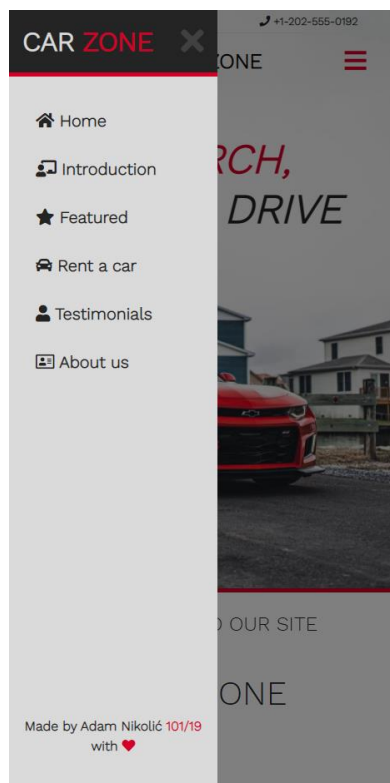 +1-202-555-0192
CAR ZONE
ZONE
Home
RCH,
Introduction
DRIVE
Featured
Rent a car
Testimonials
About us
OUR SITE
ONE
Made by Adam Nikolić 101/19
with